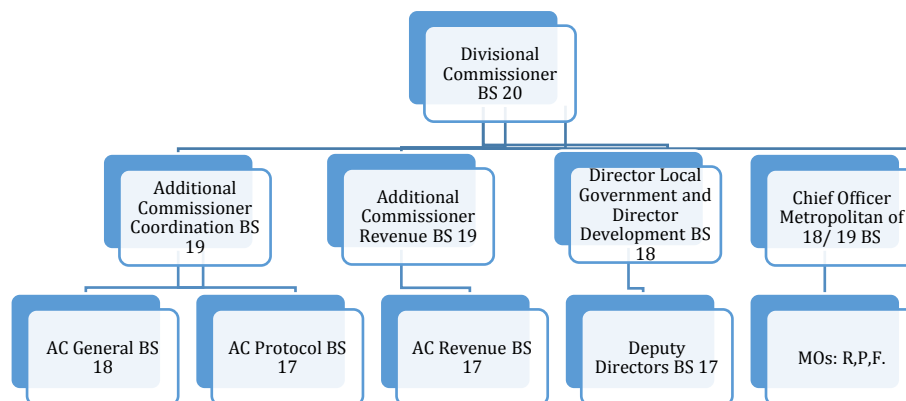 Divisional
Commissioner
BS 20
Additional
Commissioner
Coordination BS
19
Additional
Commissioner
Revenue BS 19
Director Local
Government and
Director
Development BS
18
Chief Officer
Metropolitan of
18/ 19 BS
AC General BS
18
AC Protocol BS
17
AC Revenue BS
17
Deputy
Directors BS 17
MOs: R,P,F.